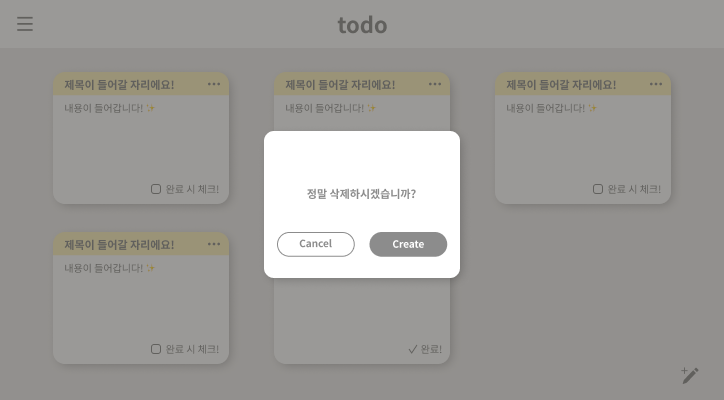 todo
제목이 들어갈 자리에요!
내용이 들어갑니다! ✨
완료 시 체크!
제목이 들어갈 자리에요!
내용이 들어갑니다! ✨
제목이 들어갈 자리에요!
내용이 들어갑니다! ✨
완료 시 체크!
정말 삭제하시겠습니까?
Cancel
Create
제목이 들어갈 자리에요!
내용이 들어갑니다! ✨
완료 시 체크!
완료!